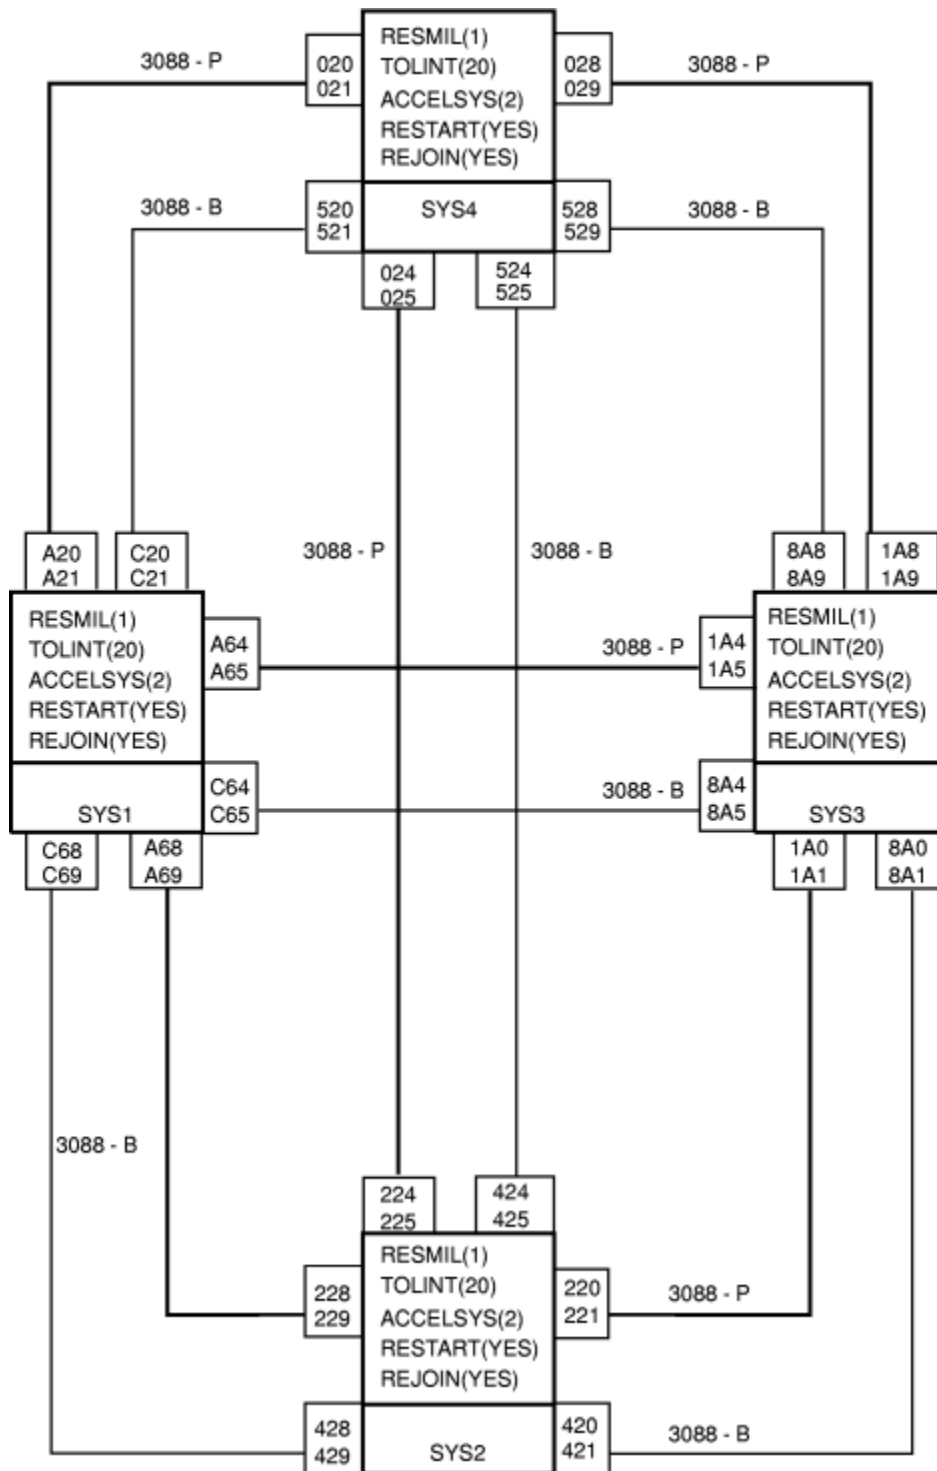 RESMIL(1)
3088 - P
020
028
3088 - P
TOLINT(20)
021
029
ACCELSYS(2)
RESTART(YES)
REJOIN(YES)
3088 - B
520
SYS4
528
3088 - B
521
529
024
524
025
525
3088 - P
3088 - B
A20
C20
8A8
1A8
A21
C21
8A9
1A9
RESMIL(1)
TOLINT(20)
ACCELSYS(2)
RESTART(YES)
REJOIN(YES)
A64
A65
3088 - P
1A4
1A5
RESMIL(1)
TOLINT(20)
ACCELSYS(2)
RESTART(YES)
REJOIN(YES)
SYS1
C64
C65
3088 - B
8A4
8A5
SYS3
C68
A68
1A0
8A0
C69
A69
1A1
8A1
3088 - B
224
424
225
425
RESMIL(1)
TOLINT(20)
ACCELSYS(2)
RESTART(YES)
REJOIN(YES)
228
229
220
221
3088 - P
428
429
SYS2
420
421
3088 - B